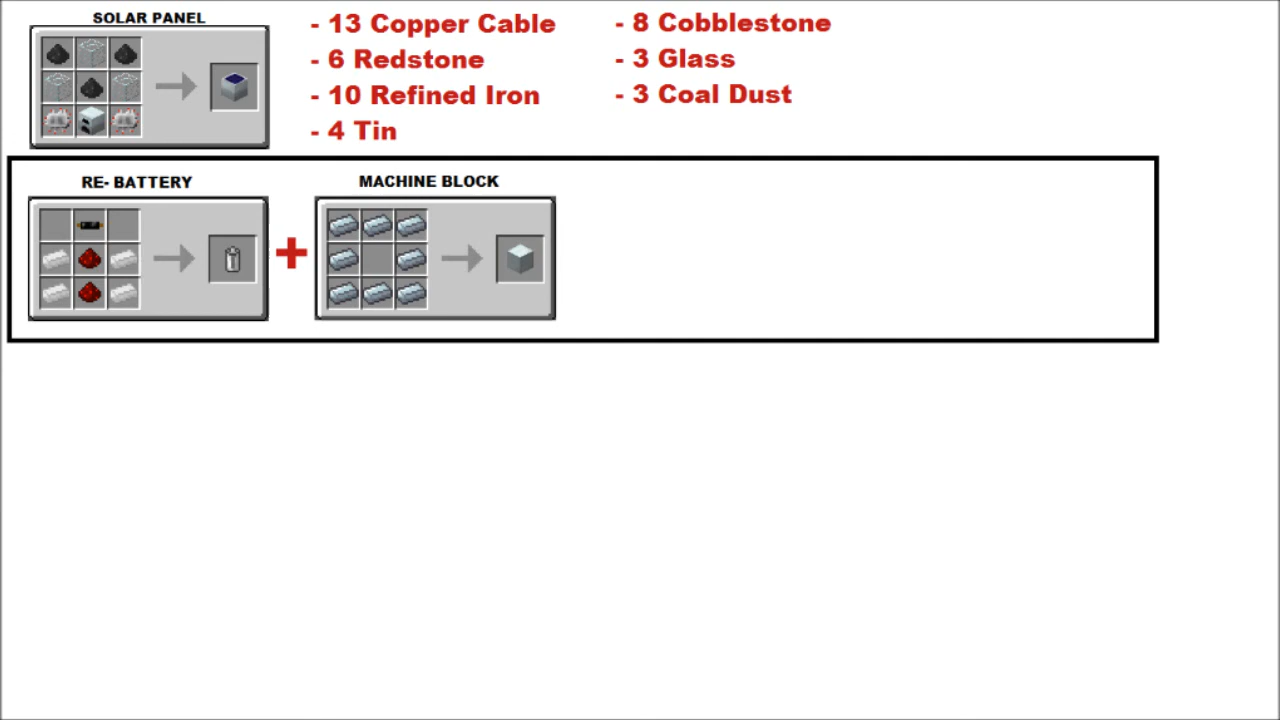 SOLAR PANEL
- 13 Copper Cable
- 6 Redstone
- 10 Refined Iron
- 4 Tin
- 8 Cobblestone
- 3 Glass
- 3 Coal Dust
RE- BATTERY
+
MACHINE BLOCK